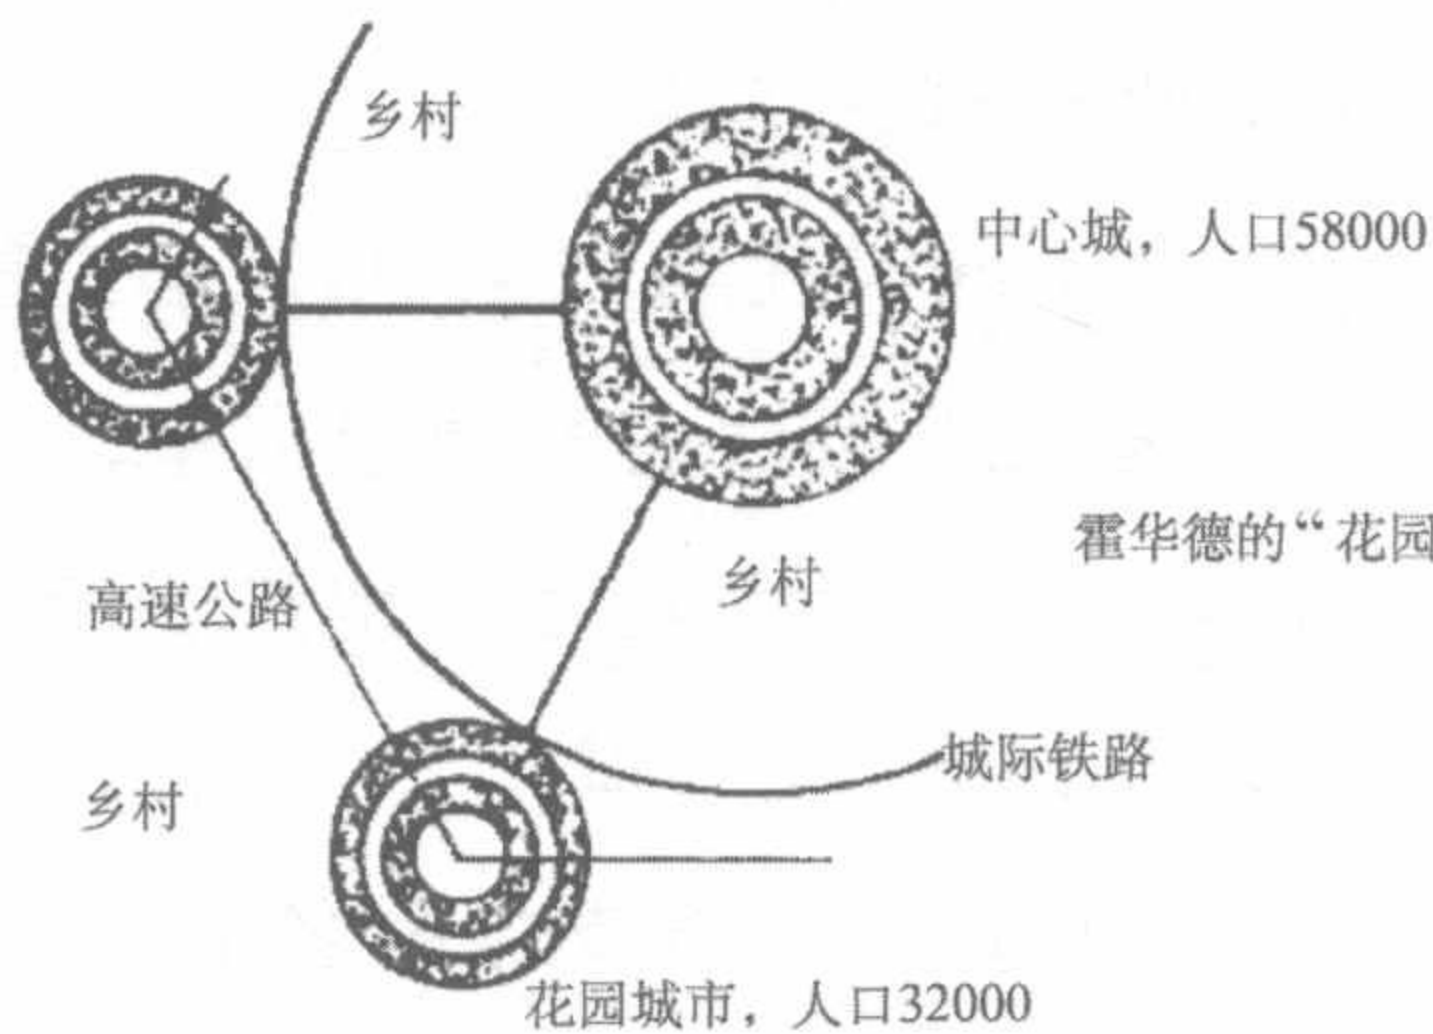 乡村
中心城，人口58000
霍华德的“花园
乡村
高速公路
城际铁路
乡村
花园城市，人口32000